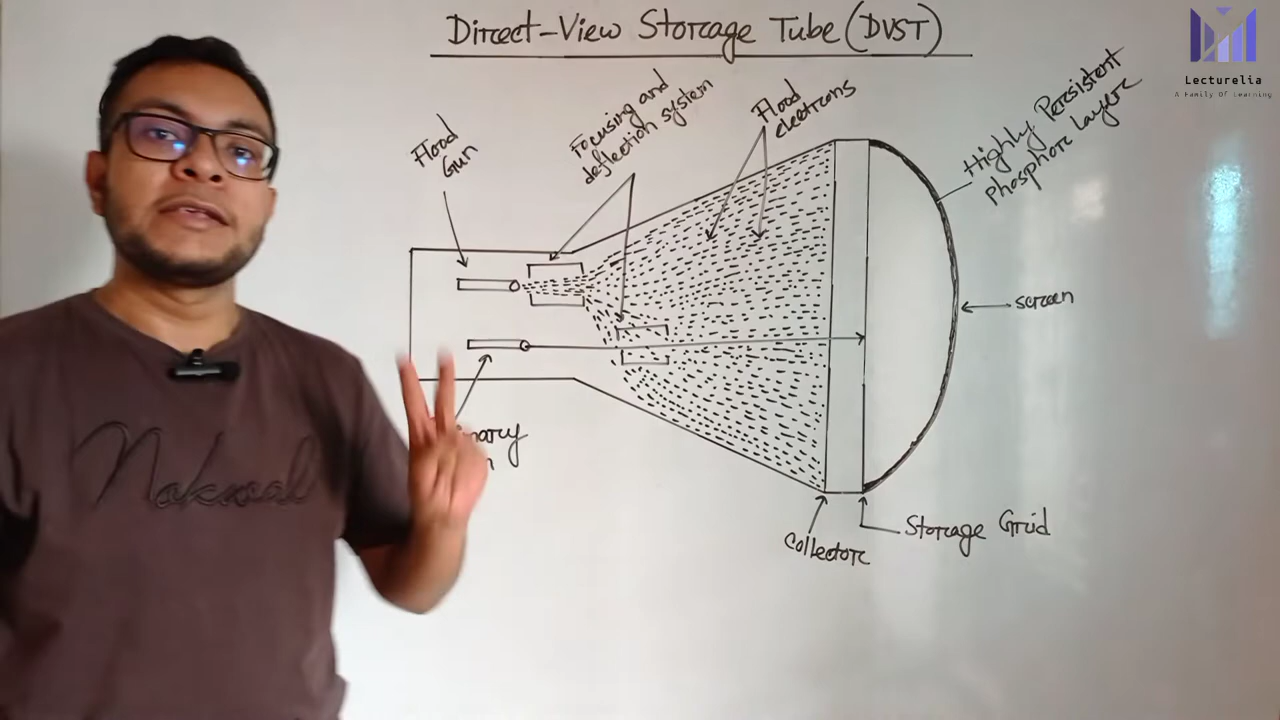 Direct-View Storage Tube (DVST)
Lecturelia
A Family Of Learning
Flood
Gun
Focusing and
deflection system
Flood
electrons
Highly Persistent
phosphor Layer
screen
Storage Grid
Collector
Nakwal